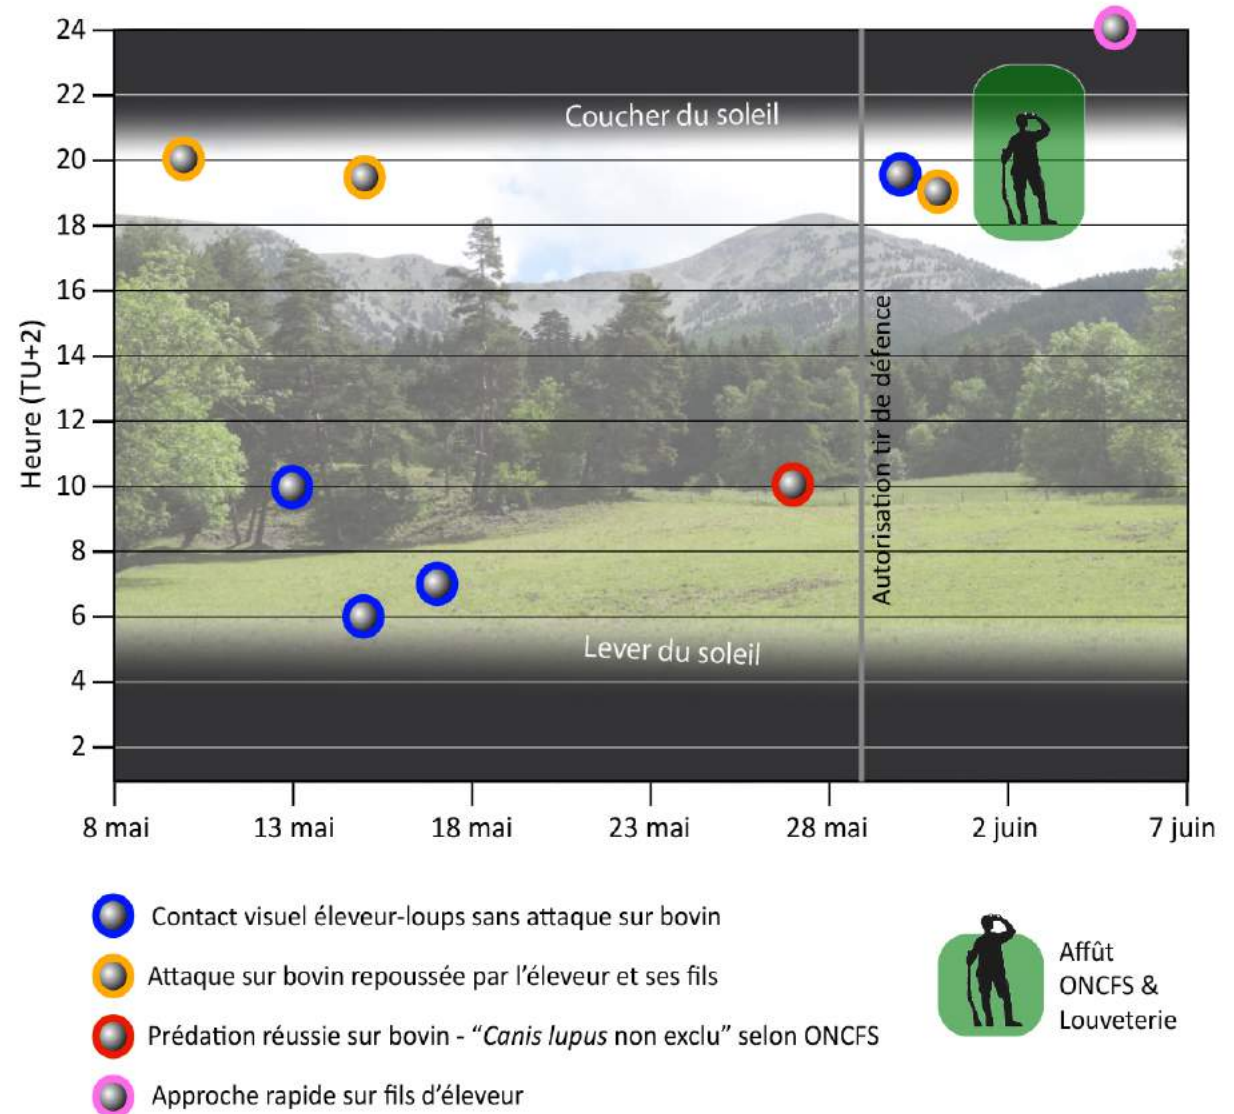 24
22
Coucher du soleil
20
18
16
14
12
10
8
6
Lever du soleil
4
2
Heure (TU+2)
Autorisation tir de défence
8 mai
13 mai
18 mai
23 mai
28 mai
2 juin
7 juin
Contact visuel éleveur-loups sans attaque sur bovin
Attaque sur bovin repoussée par l'éleveur et ses fils
Prédation réussie sur bovin - "Canis lupus non exclu" selon ONCFS
Approche rapide sur fils d'éleveur
Affût
ONCFS &
Louveterie